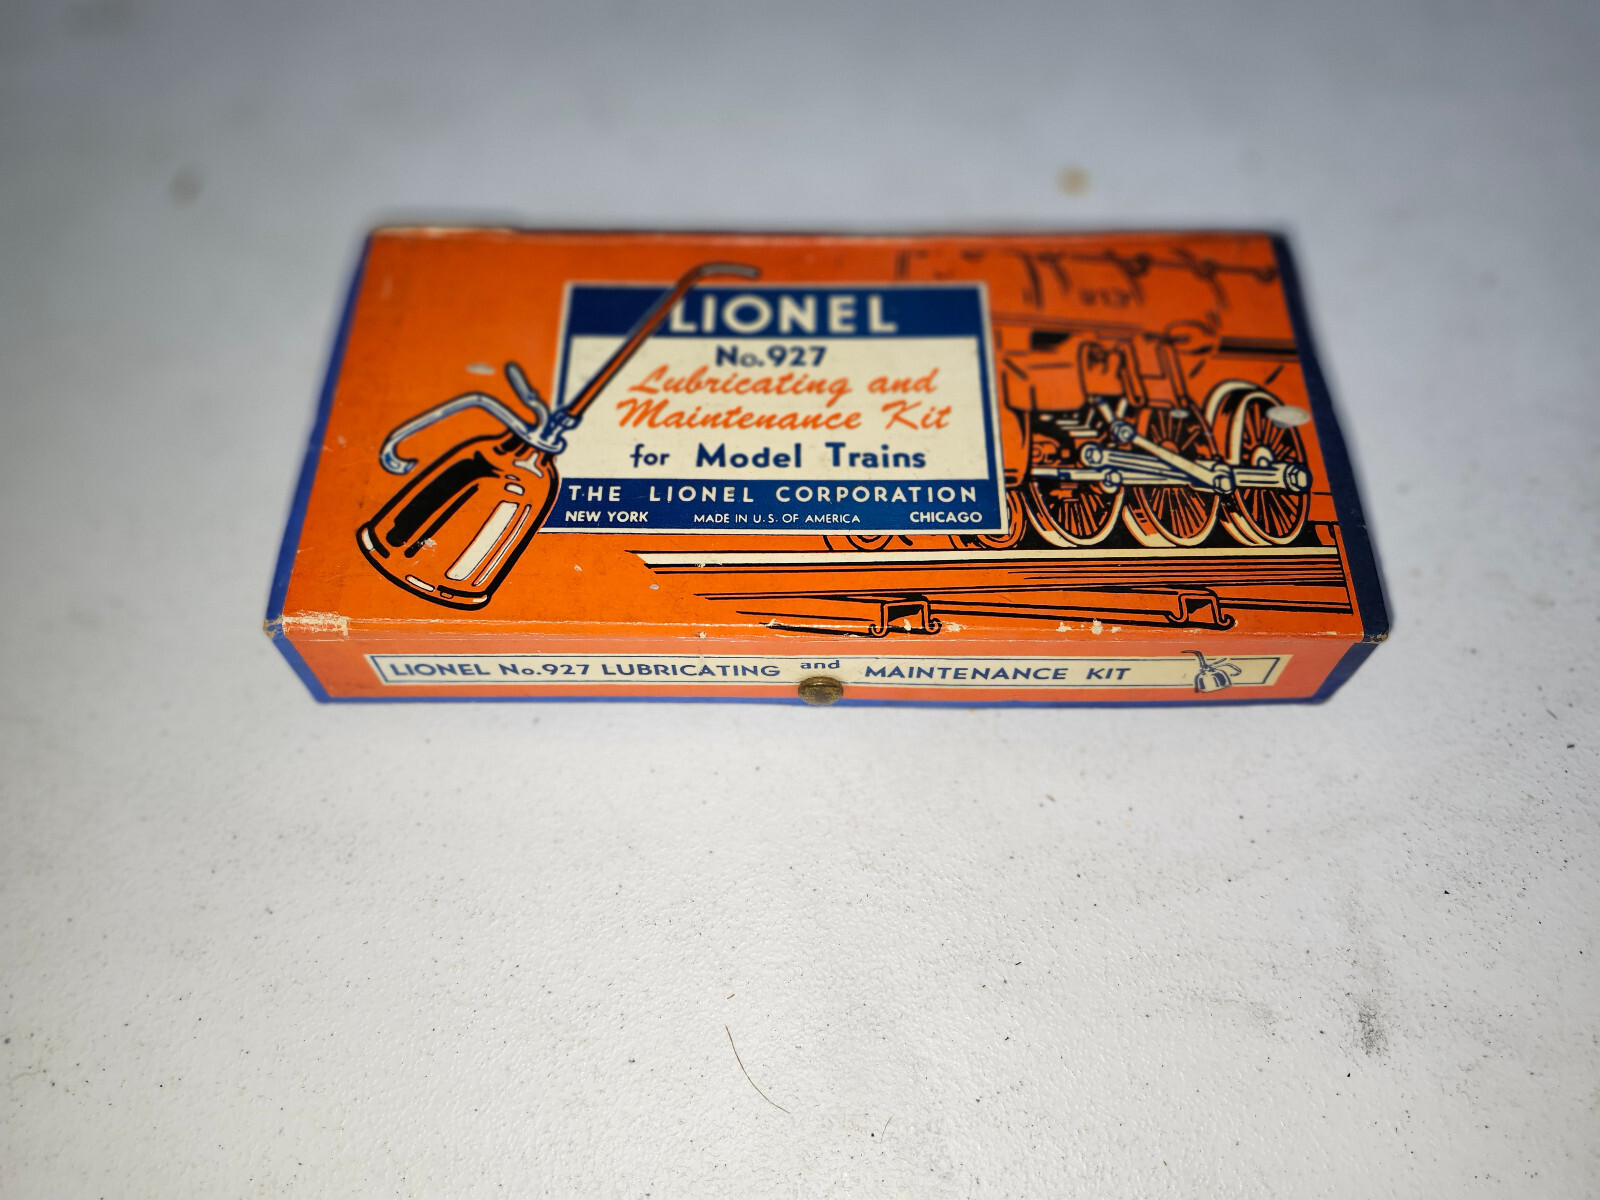 LIONEL
No. 927
Lubricating and
Maintenance Kit
for Model Trains
THE LIONEL CORPORATION
NEW YORK MADE IN U.S. OF AMERICA CHICAGO
LIONEL No. 927 LUBRICATING and MAINTENANCE KIT